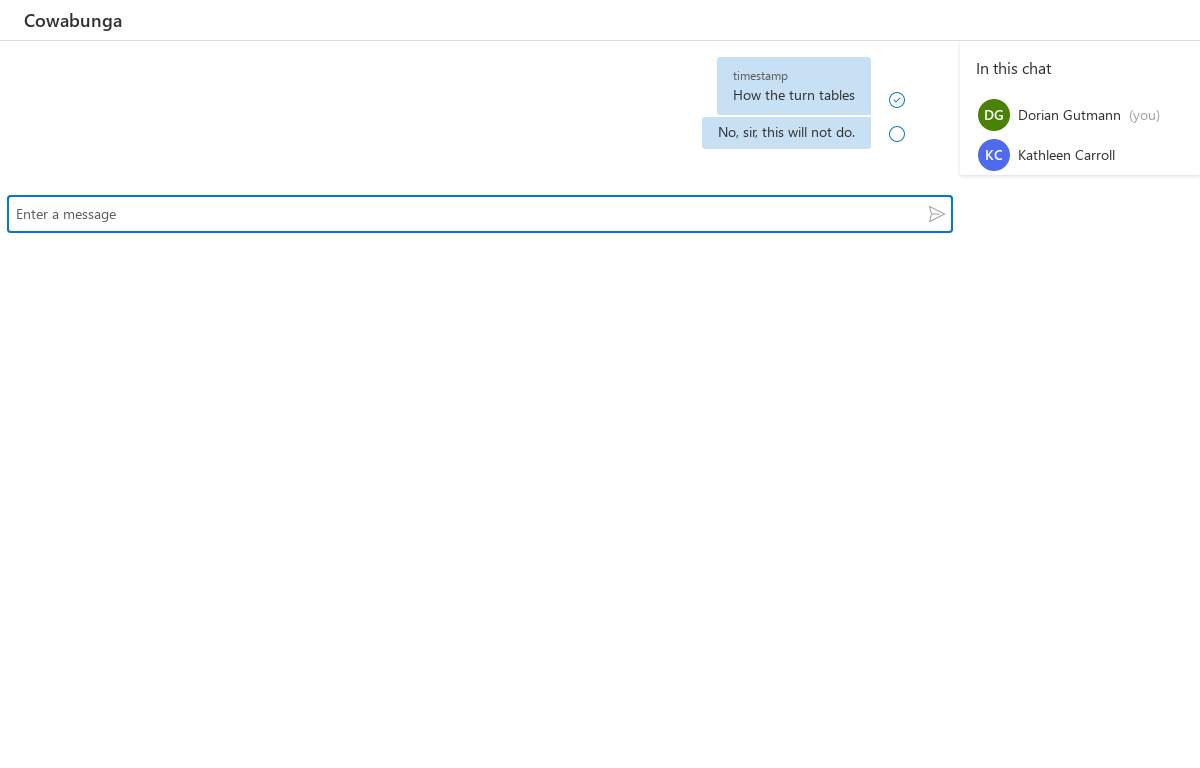 Cowabunga
timestamp
How the turn tables
No, sir, this will not do.
Enter a message
In this chat
DG Dorian Gutmann (you)
KC Kathleen Carroll